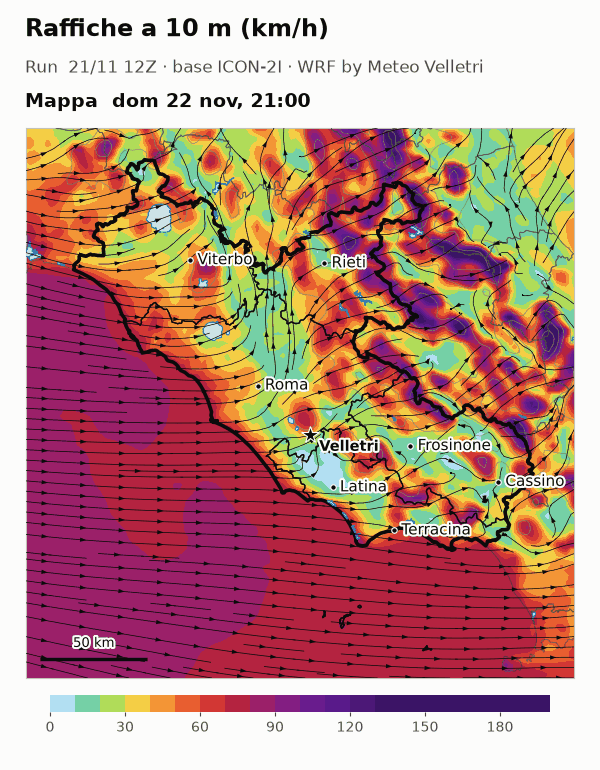 Raffiche a 10 m (km/h)
Run  21/11 12Z · base ICON-2I · WRF by Meteo Velletri
Mappa  dom 22 nov, 21:00
Viterbo
Rieti
Roma
Velletri
Frosinone
Latina
Cassino
Terracina
50 km
0 30 60 90 120 150 180